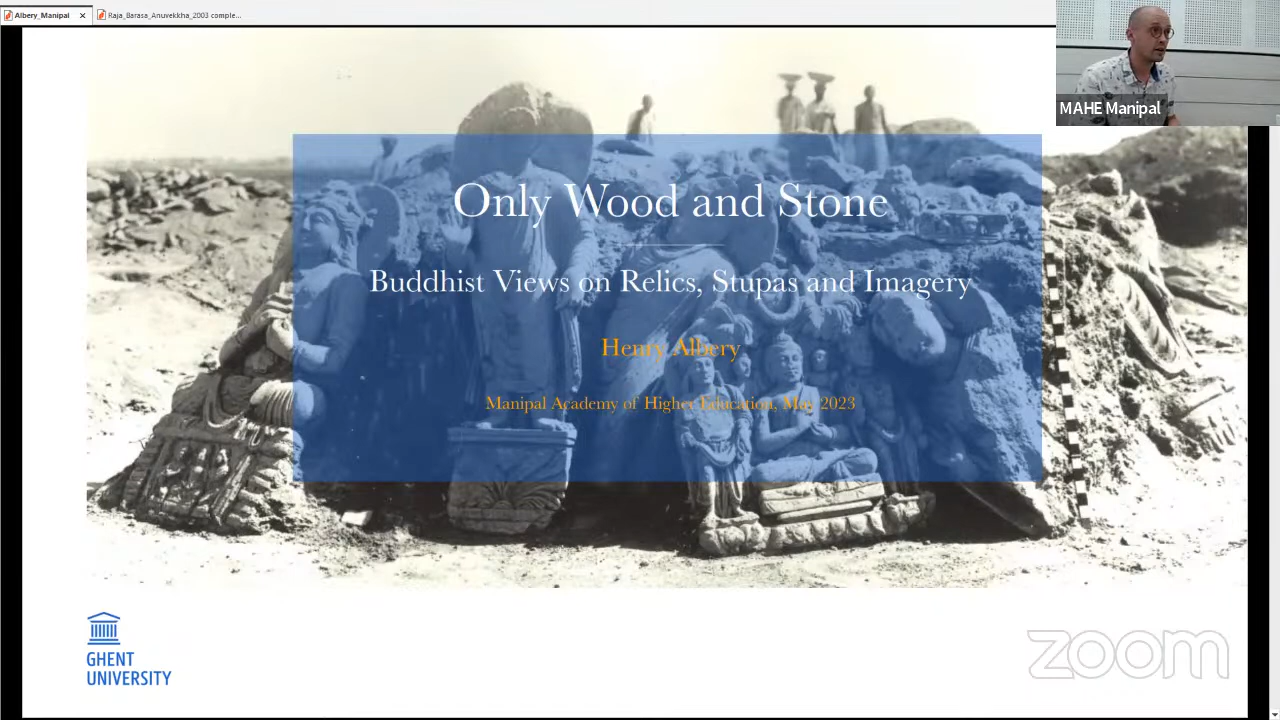 Albery_Manipal
Raja_Barasa_Anuvekkha_2003 comple...
MAHE Manipal
Only Wood and Stone
Buddhist Views on Relics, Stupas and Imagery
Henry Albery
Manipal Academy of Higher Education, May 2023
GHENT
UNIVERSITY
zoom